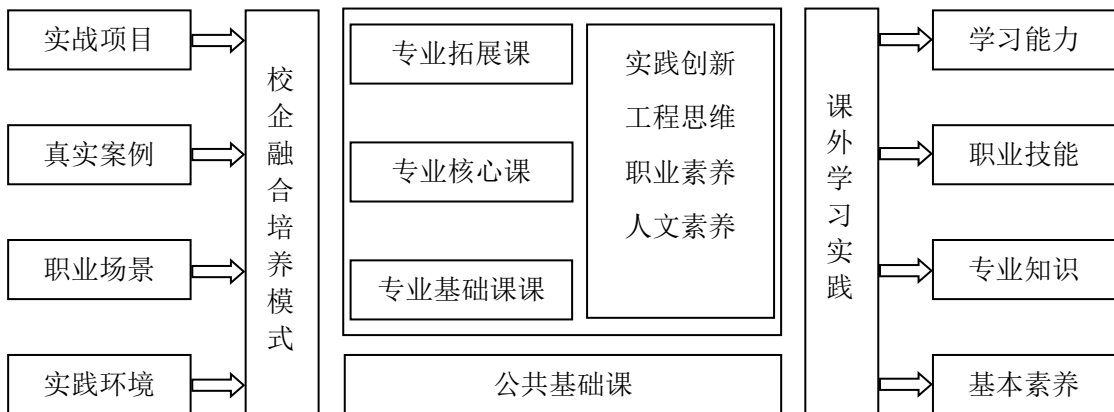 实战项目
真实案例
职业场景
实践环境
校企融合培养模式
专业拓展课
专业核心课
专业基础课课
实践创新
工程思维
职业素养
人文素养
公共基础课
课外学习实践
学习能力
职业技能
专业知识
基本素养